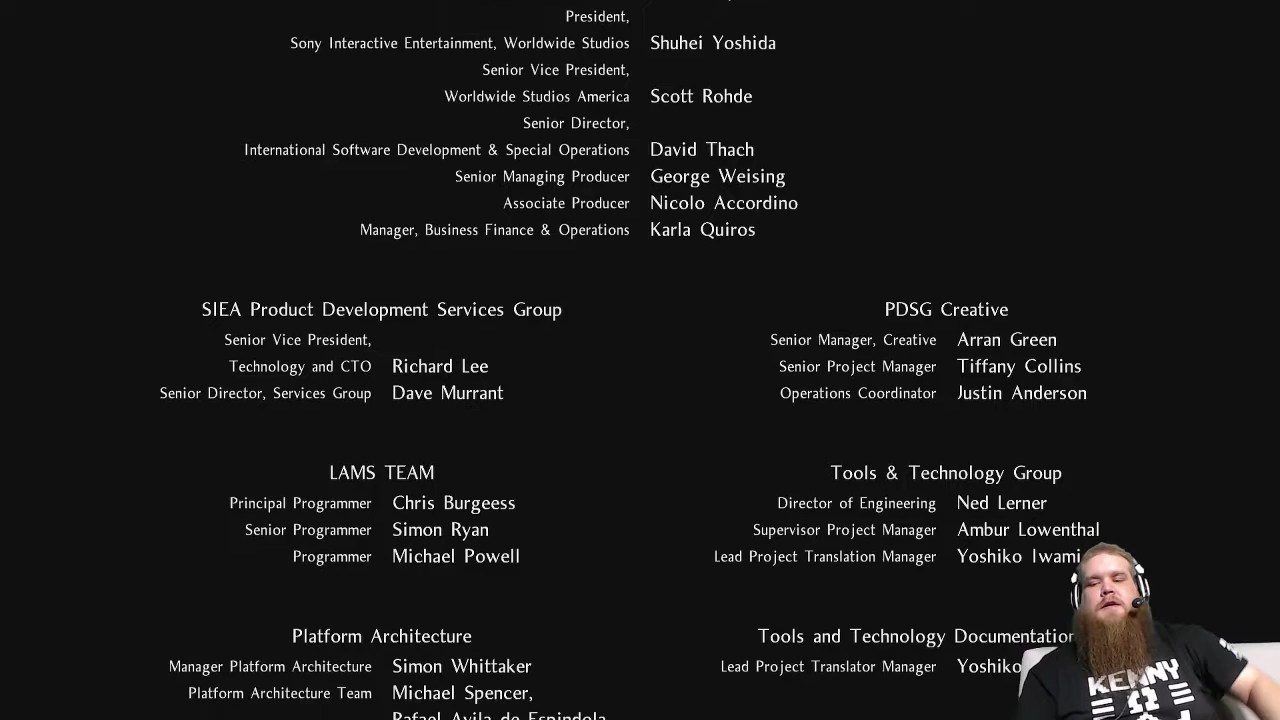 President,
Sony Interactive Entertainment, Worldwide Studios Shuhei Yoshida
Senior Vice President,
Worldwide Studios America Scott Rohde
Senior Director,
International Software Development & Special Operations David Thach
Senior Managing Producer George Weising
Associate Producer Nicolo Accordino
Manager, Business Finance & Operations Karla Quiros
SIEA Product Development Services Group
Senior Vice President,
Technology and CTO Richard Lee
Senior Director, Services Group Dave Murrant
PDSG Creative
Senior Manager, Creative Arran Green
Senior Project Manager Tiffany Collins
Operations Coordinator Justin Anderson
LAMS TEAM
Principal Programmer Chris Burgeess
Senior Programmer Simon Ryan
Programmer Michael Powell
Tools & Technology Group
Director of Engineering Ned Lerner
Supervisor Project Manager Ambur Lowenthal
Lead Project Translation Manager Yoshiko Iwami
Platform Architecture
Manager Platform Architecture Simon Whittaker
Platform Architecture Team Michael Spencer,
Rafael Avila de Espindola
Tools and Technology Documentation
Lead Project Translator Manager Yoshiko
KENNY